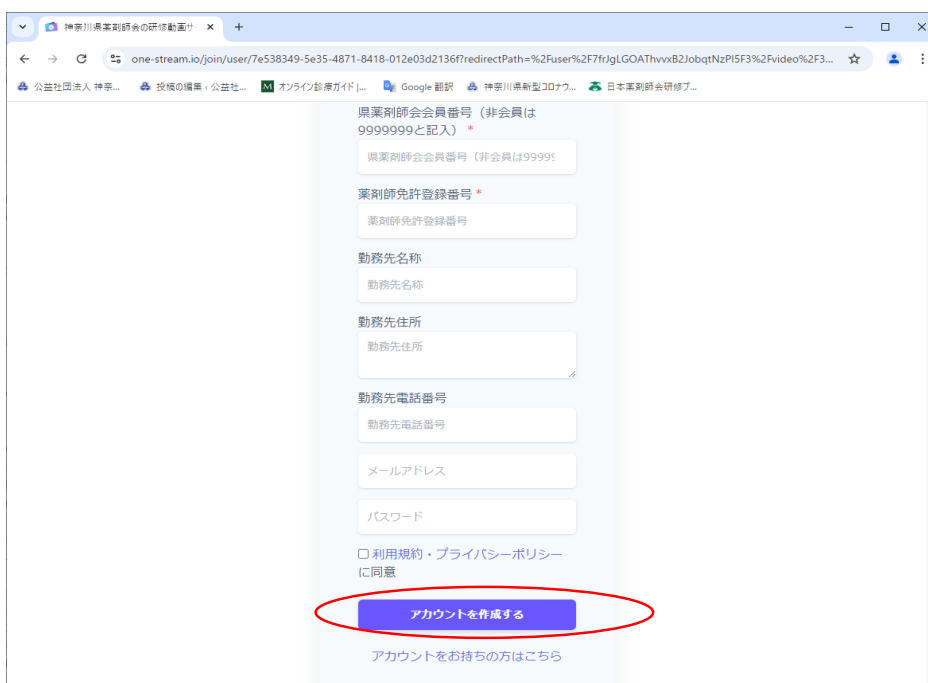 神奈川県薬剤師会の研修動画サ
one-stream.io/join/user/7e538349-5e35-4871-8418-012e03d2136f?redirectPath=%2Fuser%2F7frJgLGOAThvvxB2JobqtNzPI5F3%2Fvideo%2F3...
公益社団法人 神奈... 投稿の編集 ‹ 公益社... M オンライン診療ガイド |... Google 翻訳 神奈川県新型コロナウ... 日本薬剤師会研修プ...
県薬剤師会会員番号（非会員は
9999999と記入） *
県薬剤師会会員番号（非会員は99999
薬剤師免許登録番号 *
薬剤師免許登録番号
勤務先名称
勤務先名称
勤務先住所
勤務先住所
勤務先電話番号
勤務先電話番号
メールアドレス
パスワード
利用規約・プライバシーポリシー
に同意
アカウントを作成する
アカウントをお持ちの方はこちら